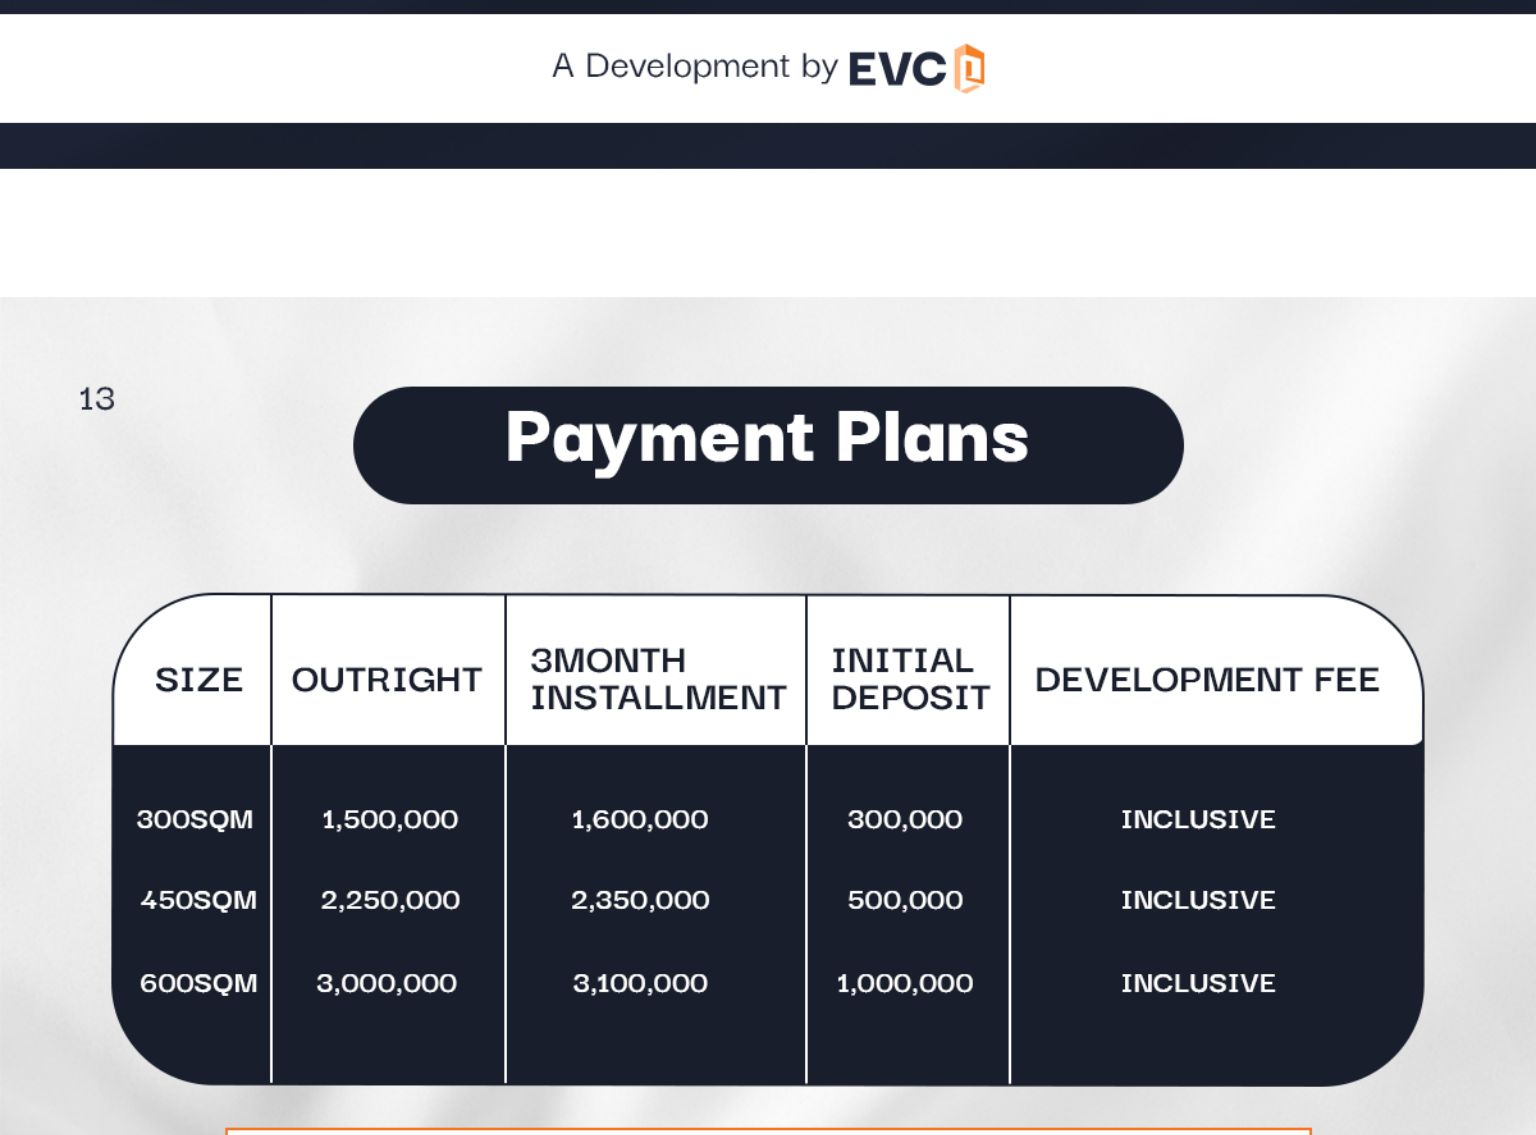 A Development by EVC
13
Payment Plans
SIZE OUTRIGHT 3MONTH INSTALLMENT INITIAL DEPOSIT DEVELOPMENT FEE
300SQM 1,500,000 1,600,000 300,000 INCLUSIVE
450SQM 2,250,000 2,350,000 500,000 INCLUSIVE
600SQM 3,000,000 3,100,000 1,000,000 INCLUSIVE